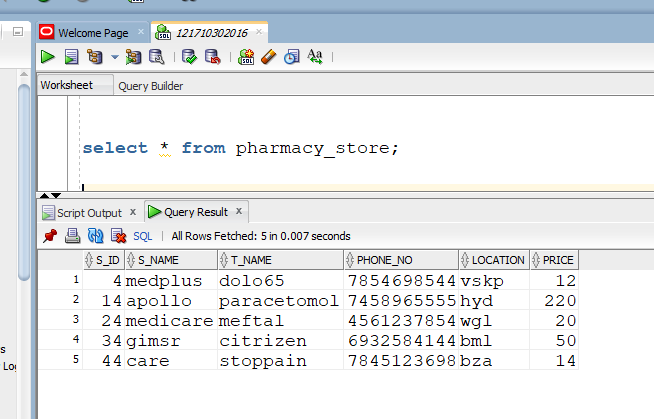 Welcome Page 121710302016
Worksheet Query Builder
select * from pharmacy_store;
Script Output x Query Result x
SQL All Rows Fetched: 5 in 0.007 seconds
S_ID S_NAME T_NAME PHONE_NO LOCATION PRICE
1 4 medplus dolo65 7854698544 vskp 12
2 14 apollo paracetomol 7458965555 hyd 220
3 24 medicare meftal 4561237854 wgl 20
4 34 gimsr citrizen 6932584144 bml 50
5 44 care stoppain 7845123698 bza 14
s
Lo